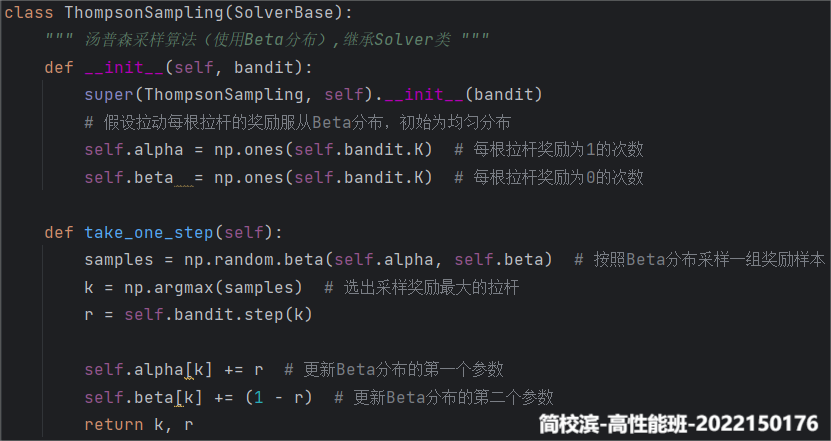 class ThompsonSampling(SolverBase):
    """ 汤普森采样算法（使用Beta分布）,继承Solver类 """
    def __init__(self, bandit):
        super(ThompsonSampling, self).__init__(bandit)
        # 假设拉动每根拉杆的奖励服从Beta分布，初始为均匀分布
        self.alpha = np.ones(self.bandit.K)  # 每根拉杆奖励为1的次数
        self.beta  = np.ones(self.bandit.K)  # 每根拉杆奖励为0的次数
    def take_one_step(self):
        samples = np.random.beta(self.alpha, self.beta)  # 按照Beta分布采样一组奖励样本
        k = np.argmax(samples)  # 选出采样奖励最大的拉杆
        r = self.bandit.step(k)
        self.alpha[k] += r  # 更新Beta分布的第一个参数
        self.beta[k] += (1 - r)  # 更新Beta分布的第二个参数
        return k, r
简校滨-高性能班-2022150176